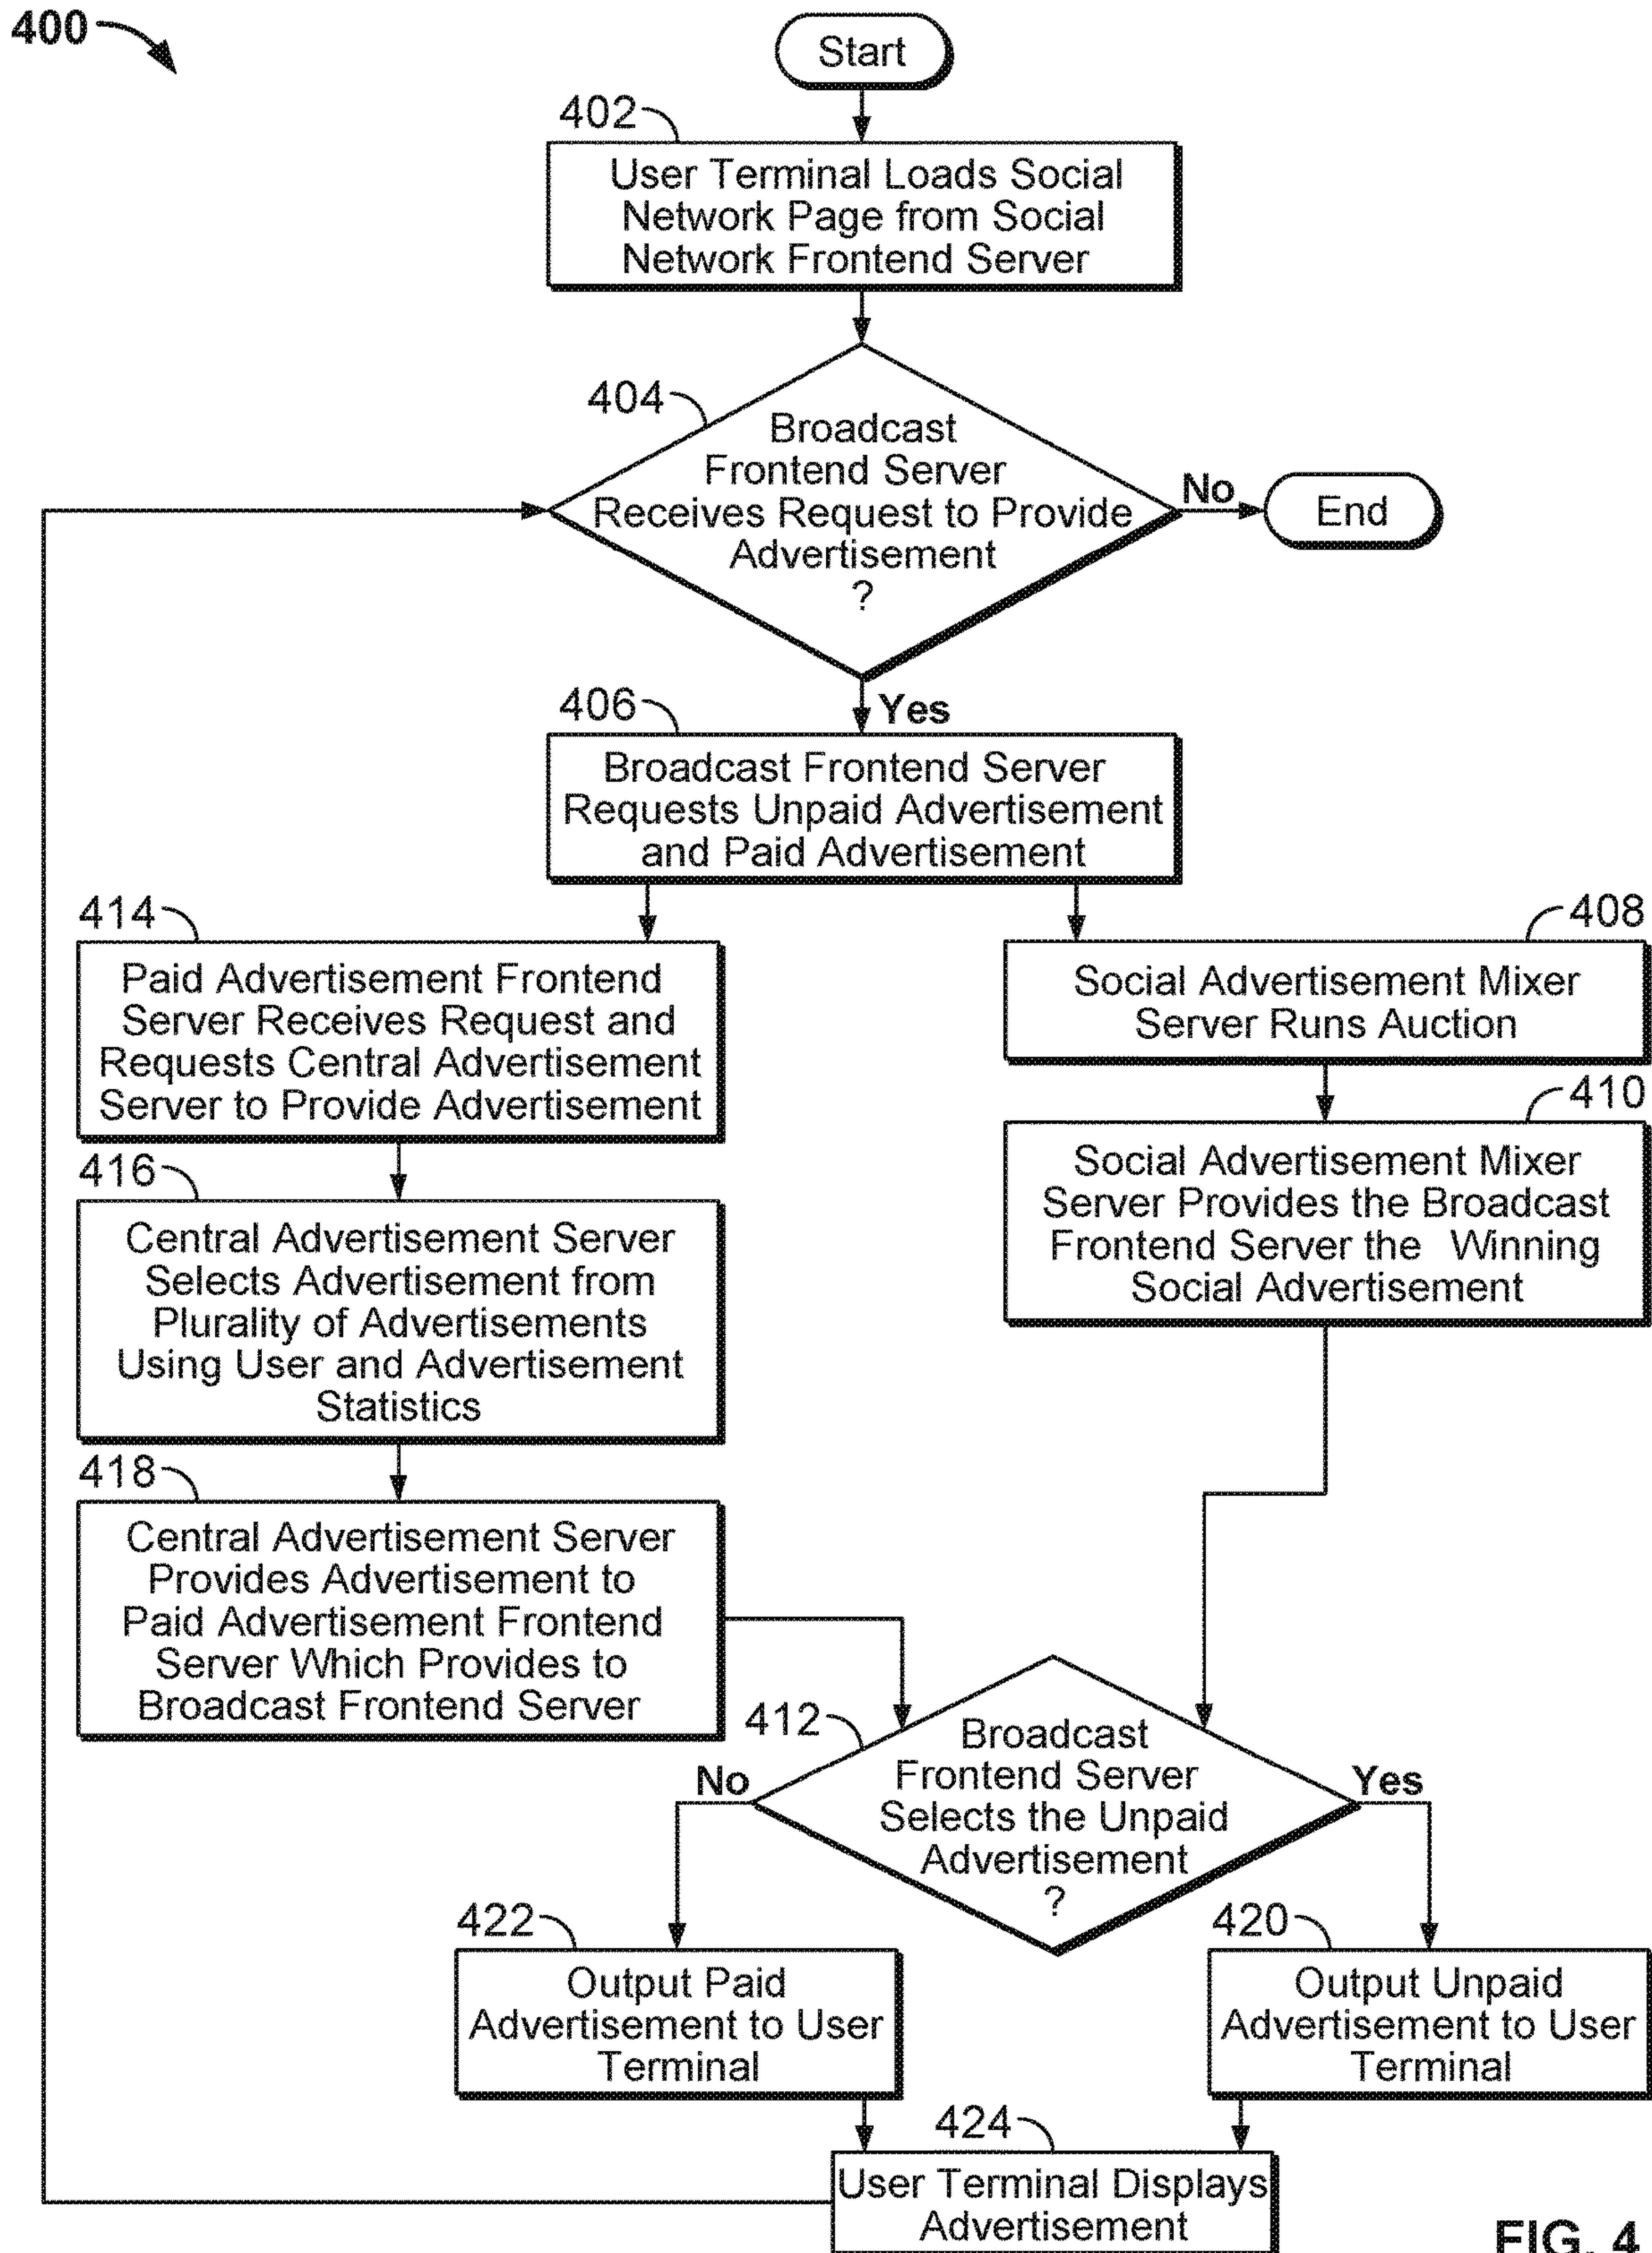 400
Start
402
User Terminal Loads Social
Network Page from Social
Network Frontend Server
404
Broadcast
Frontend Server
Receives Request to Provide
Advertisement
?
No
End
Yes
406
Broadcast Frontend Server
Requests Unpaid Advertisement
and Paid Advertisement
414
Paid Advertisement Frontend
Server Receives Request and
Requests Central Advertisement
Server to Provide Advertisement
408
Social Advertisement Mixer
Server Runs Auction
410
Social Advertisement Mixer
Server Provides the Broadcast
Frontend Server the Winning
Social Advertisement
416
Central Advertisement Server
Selects Advertisement from
Plurality of Advertisements
Using User and Advertisement
Statistics
418
Central Advertisement Server
Provides Advertisement to
Paid Advertisement Frontend
Server Which Provides to
Broadcast Frontend Server
412
Broadcast
Frontend Server
Selects the Unpaid
Advertisement
?
No
Yes
422
Output Paid
Advertisement to User
Terminal
420
Output Unpaid
Advertisement to User
Terminal
424
User Terminal Displays
Advertisement
FIG. 4